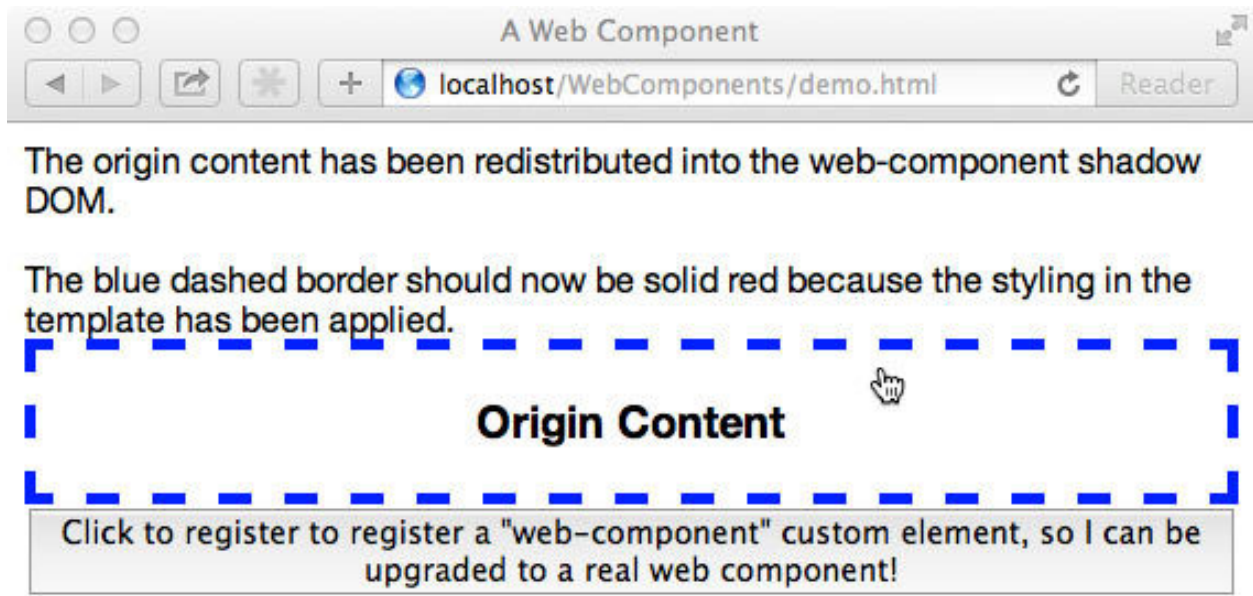 A Web Component
localhost/WebComponents/demo.html
Reader
The origin content has been redistributed into the web-component shadow
DOM.
The blue dashed border should now be solid red because the styling in the
template has been applied.
Origin Content
Click to register to register a "web-component" custom element, so I can be
upgraded to a real web component!